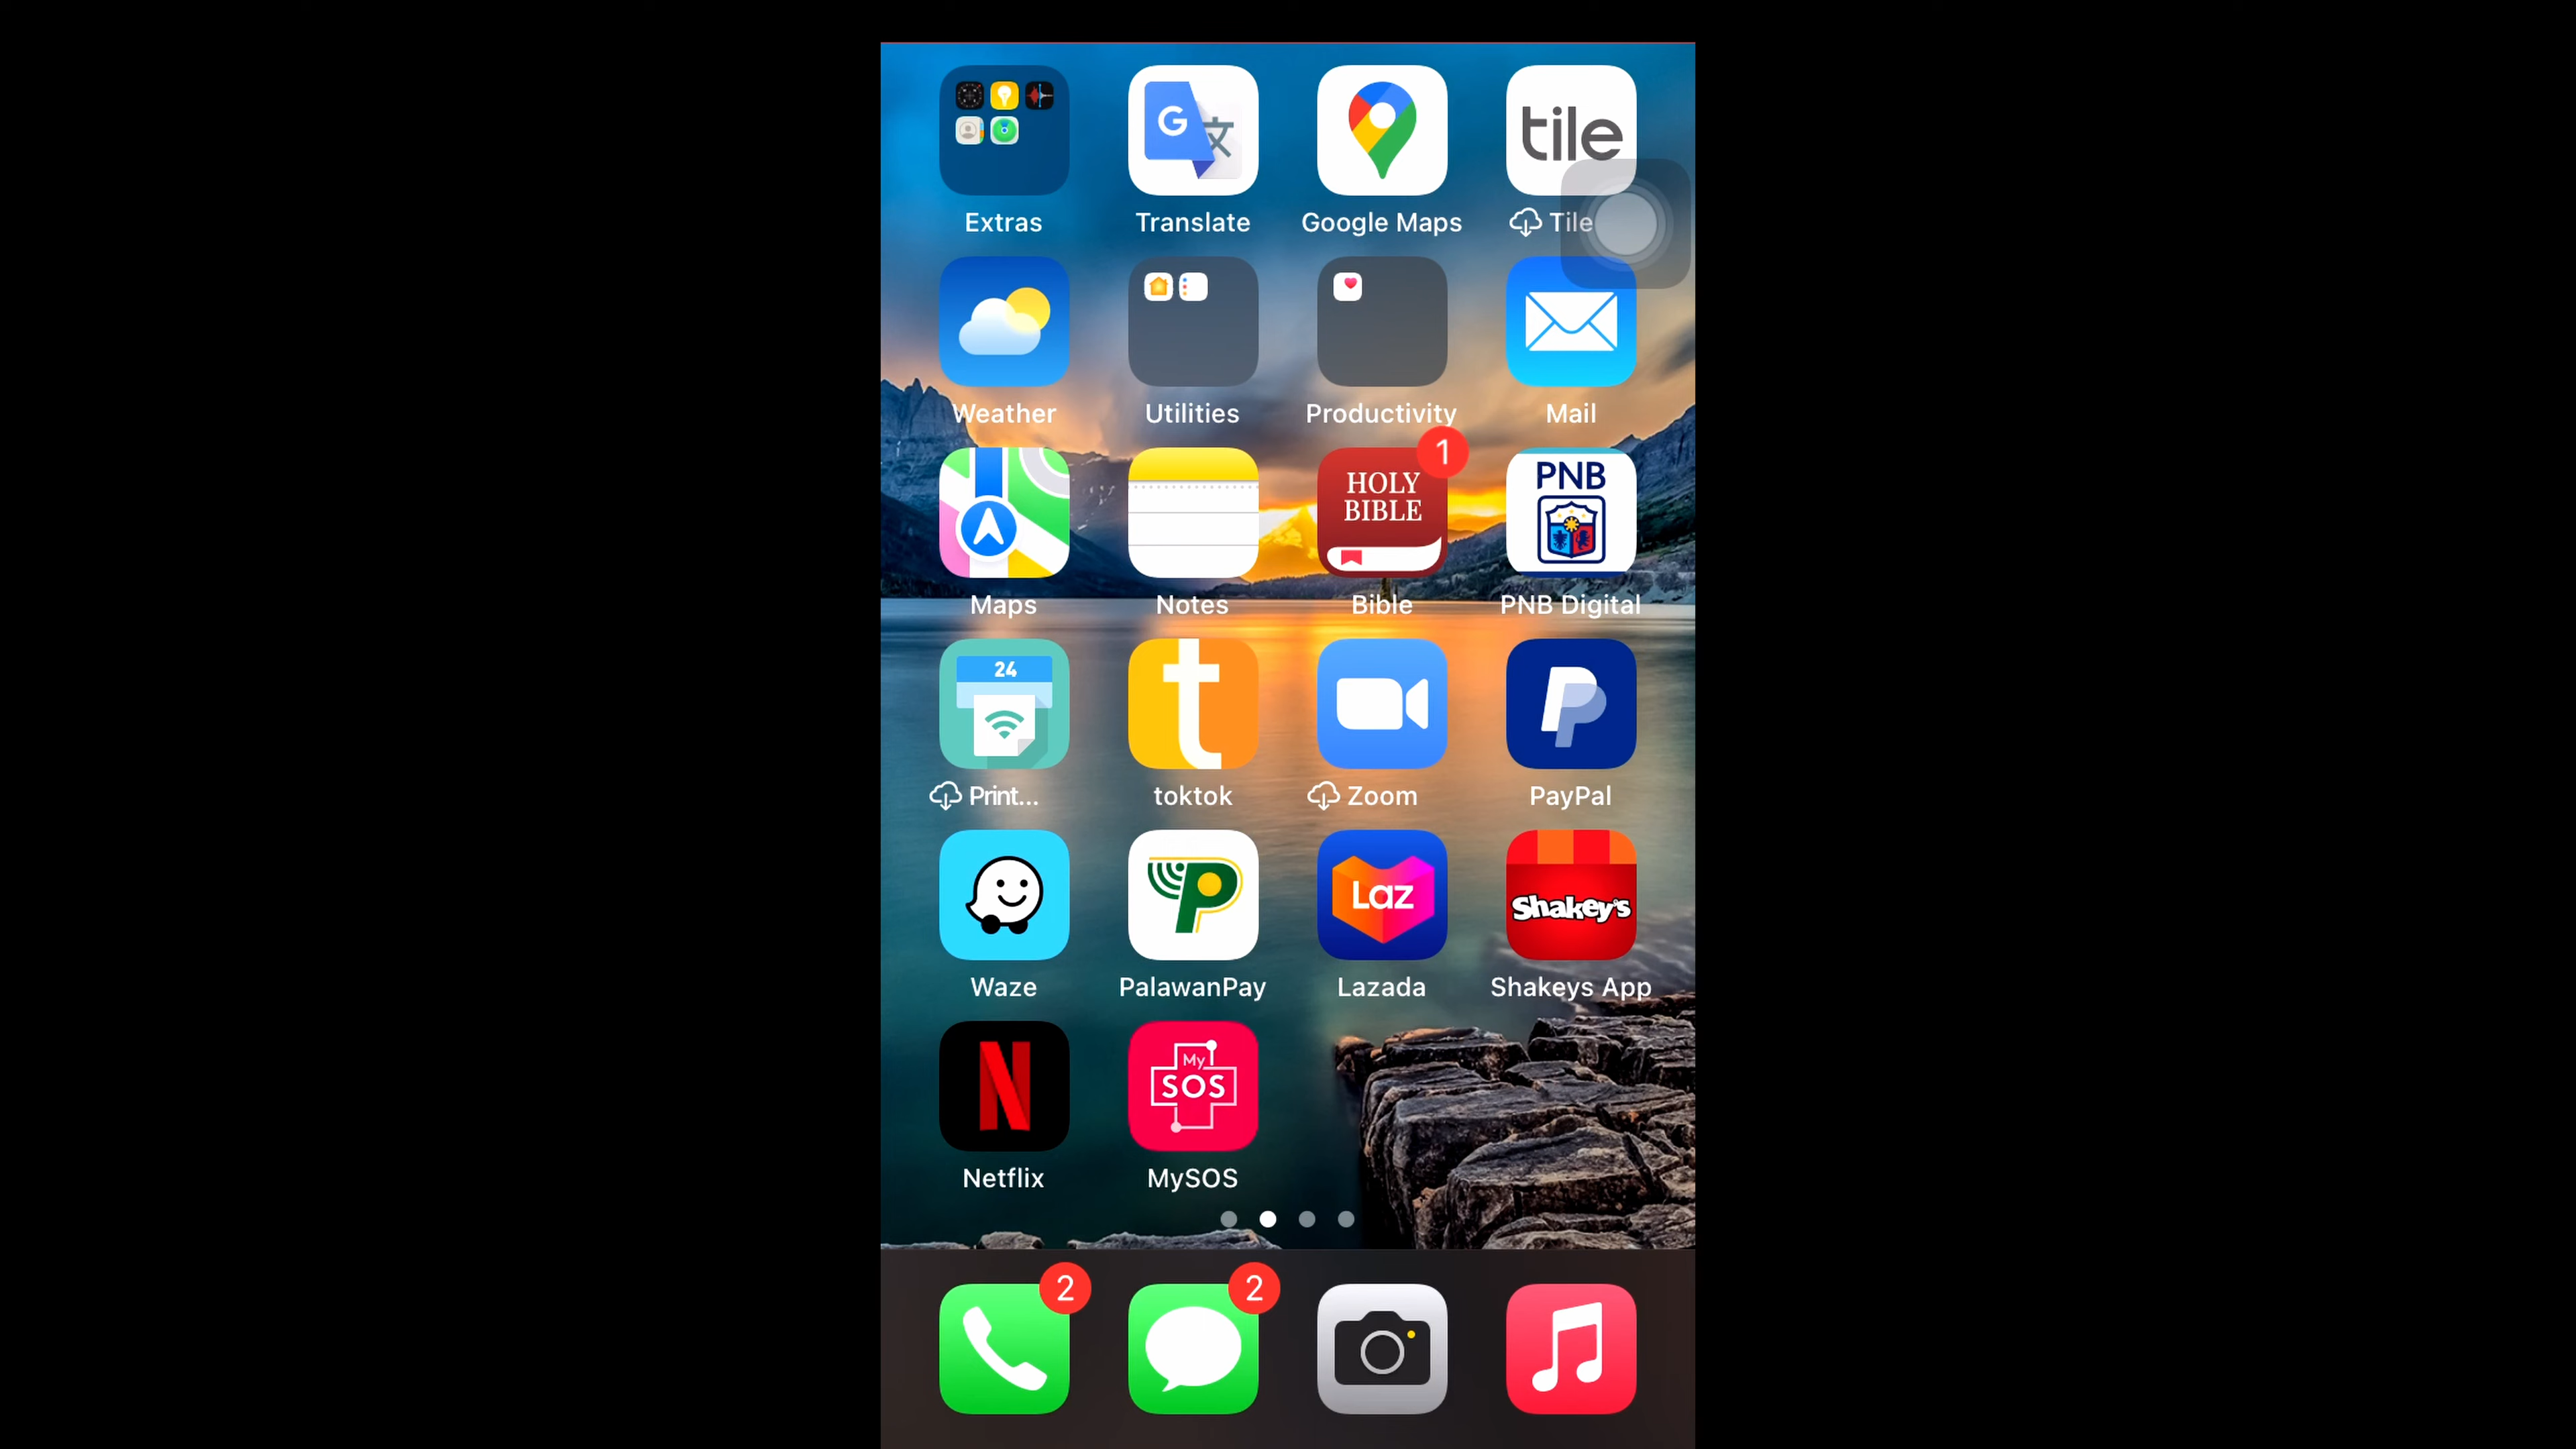 G 文
tile
Extras
Translate
Google Maps
Tile
Weather
Utilities
Productivity
Mail
1
HOLY
BIBLE
PNB
Maps
Notes
Bible
PNB Digital
24
t
Print...
toktok
Zoom
PayPal
P
Laz
Shakey's
Waze
PalawanPay
Lazada
Shakeys App
N
My
SOS
Netflix
MySOS
2
2